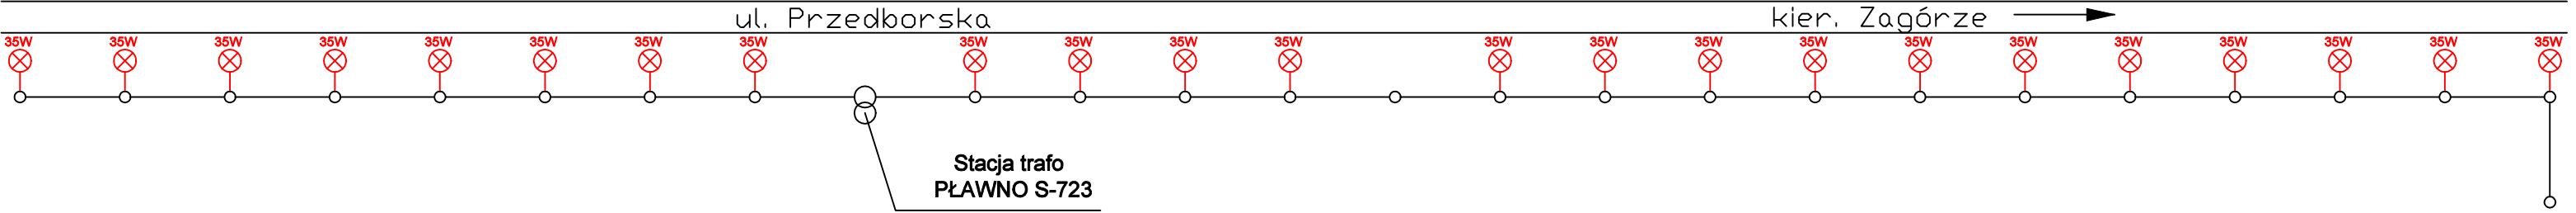 ul. Przedborska kier. Zagórze
35W 35W 35W 35W 35W 35W 35W 35W 35W 35W 35W 35W 35W 35W 35W 35W 35W 35W 35W 35W 35W 35W 35W
Stacja trafo
PŁAWNO S-723